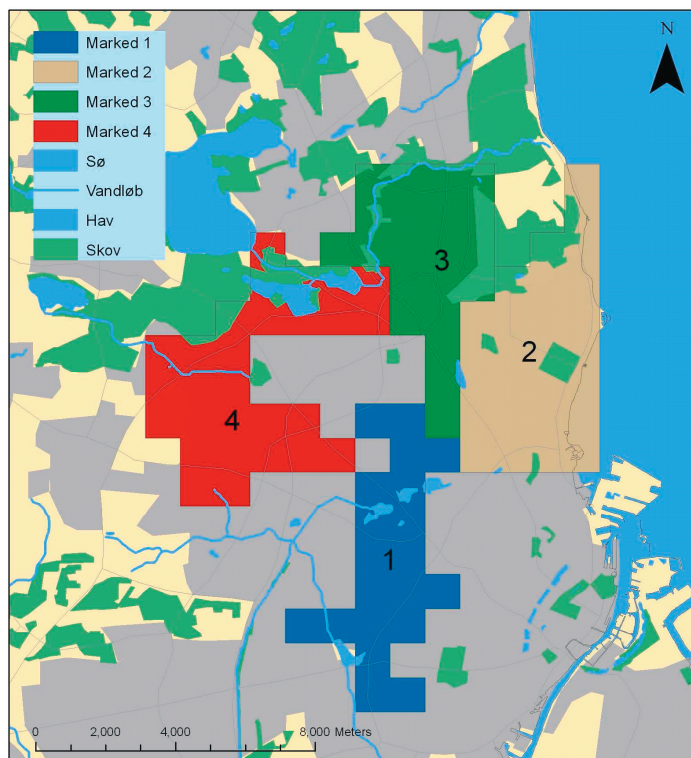 Marked 1
Marked 2
Marked 3
Marked 4
Sø
Vandløb
Hav
Skov
N
3
2
4
1
0 2,000 4,000 8,000 Meters